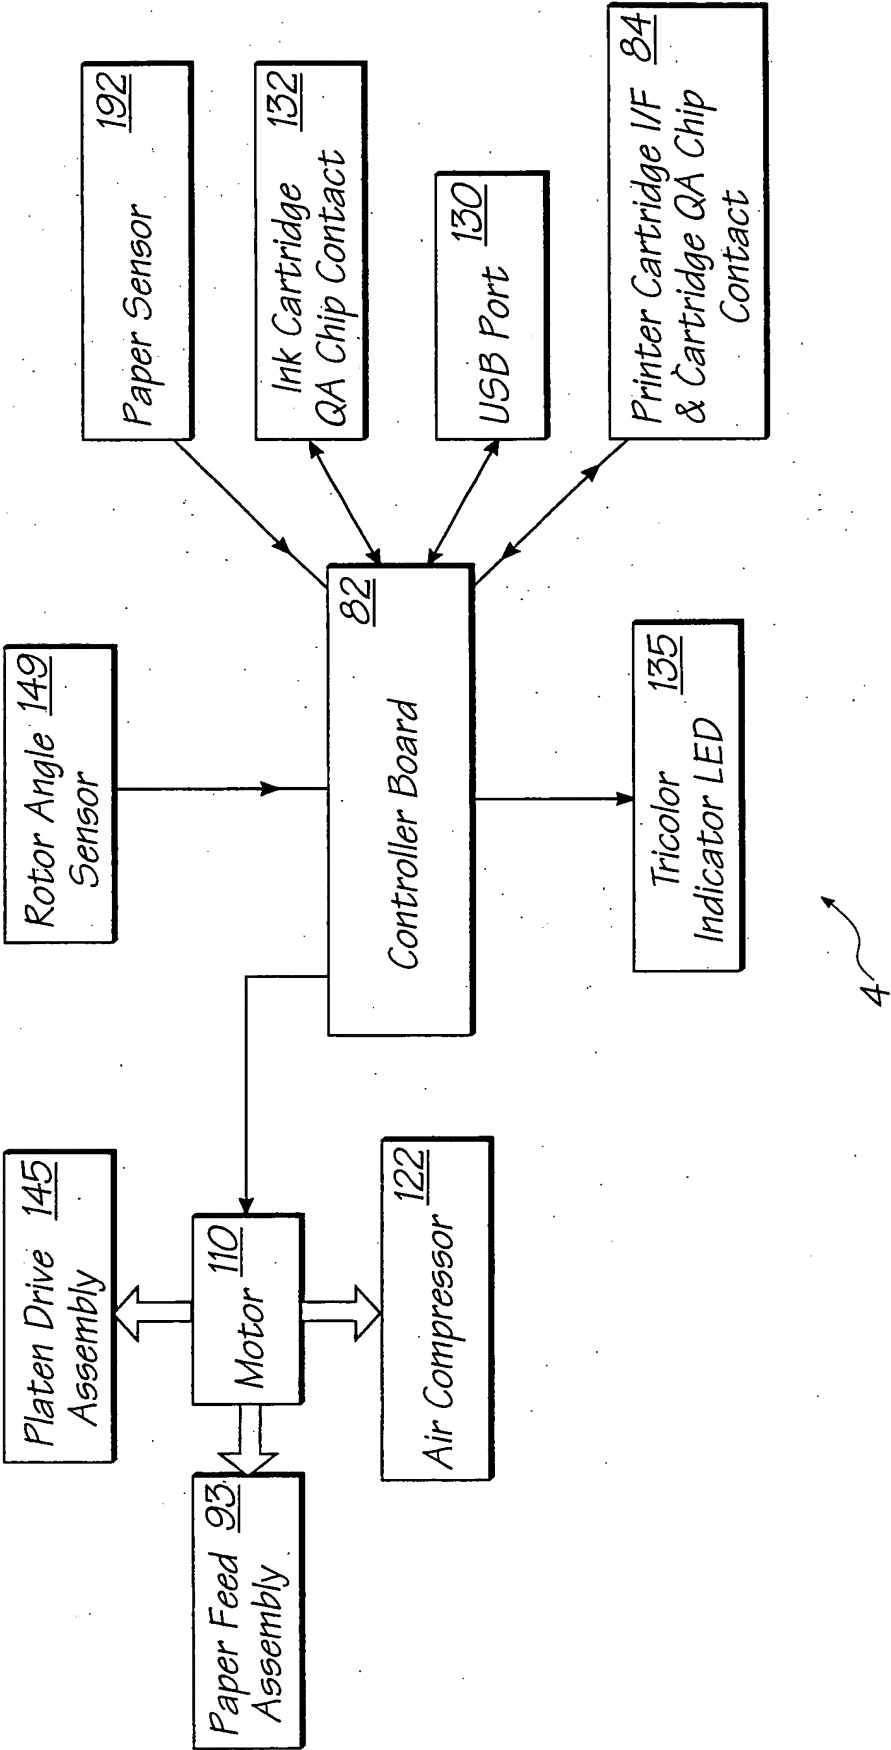 Platen Drive 145
Assembly
Rotor Angle 149
Sensor
Paper Sensor 192
Paper Feed 93
Assembly
Motor 110
Air Compressor 122
Controller Board 82
Ink Cartridge 132
QA Chip Contact
USB Port 130
Tricolor 135
Indicator LED
Printer Cartridge I/F 84
& Cartridge QA Chip
Contact
4